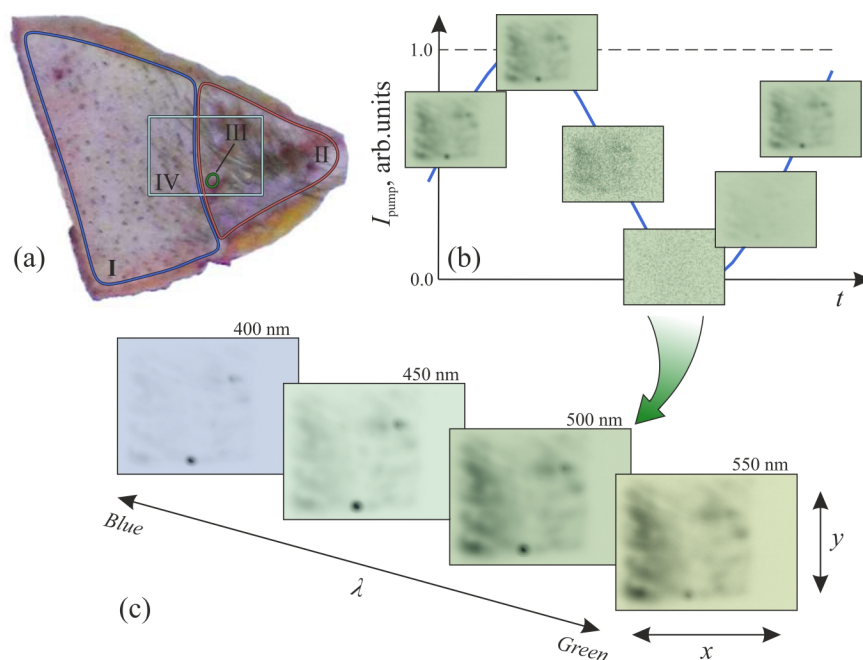 I
II
III
IV
(a)
I_pump, arb.units
1.0
0.0
t
(b)
400 nm
450 nm
500 nm
550 nm
Blue
λ
Green
x
y
(c)